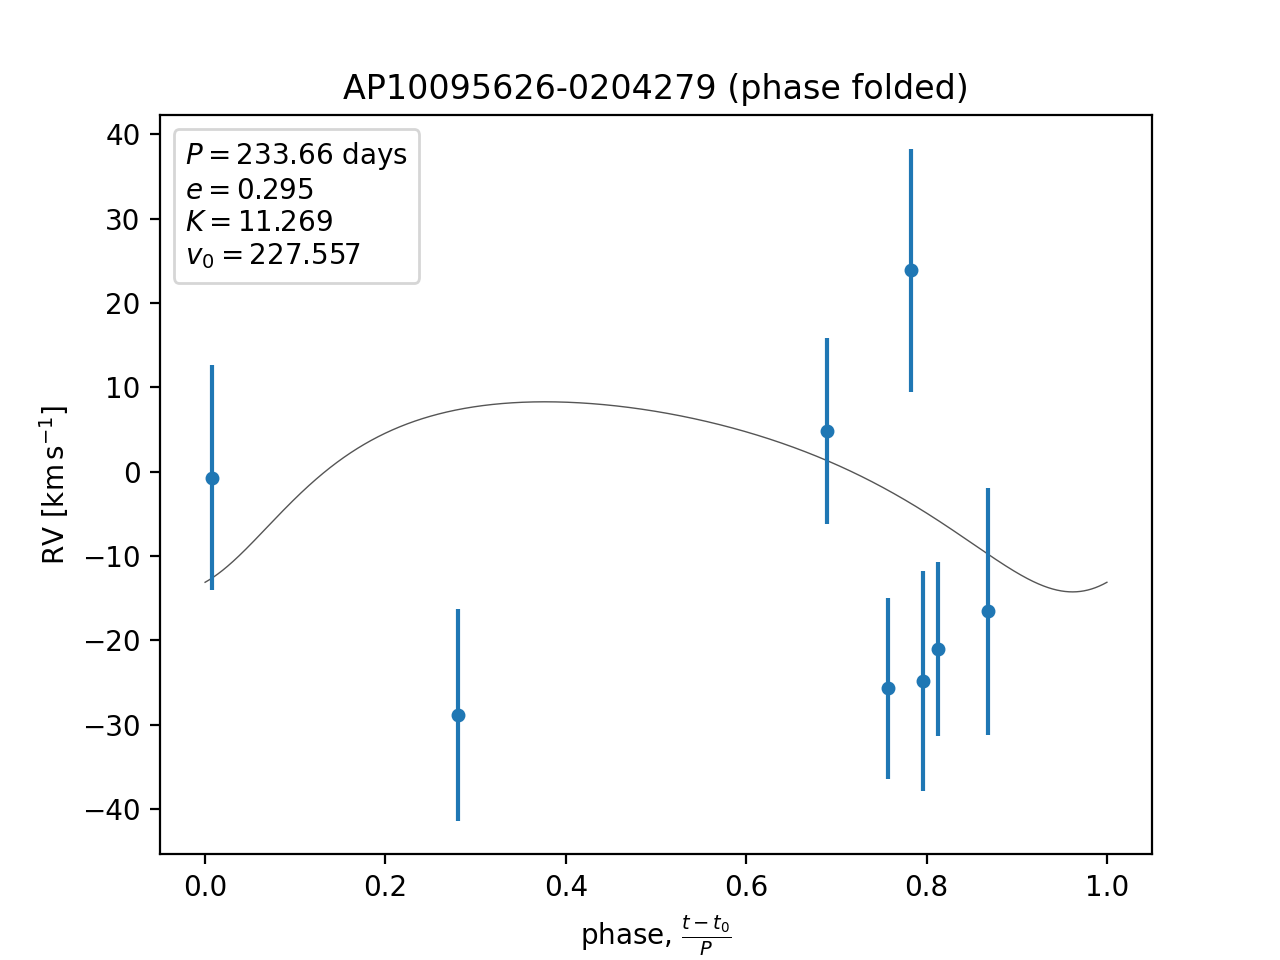 AP10095626-0204279 (phase folded)
P = 233.66 days
e = 0.295
K = 11.269
v₀ = 227.557
40
30
20
10
0
−10
−20
−30
−40
RV [km s⁻¹]
0.0 0.2 0.4 0.6 0.8 1.0
phase, (t − t₀)/P